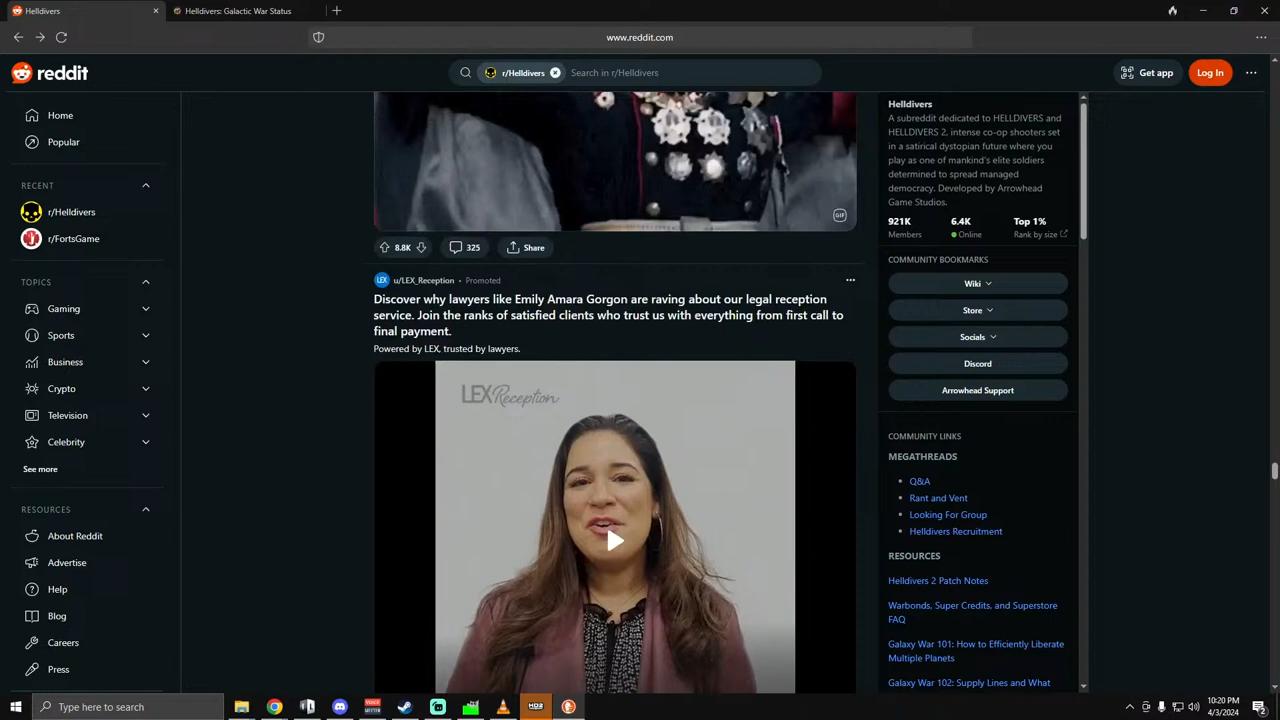 Helldivers
Helldivers: Galactic War Status
www.reddit.com
reddit
r/Helldivers
Search in r/Helldivers
Get app
Log In
Home
Popular
RECENT
r/Helldivers
r/FortsGame
TOPICS
Gaming
Sports
Business
Crypto
Television
Celebrity
See more
RESOURCES
About Reddit
Advertise
Help
Blog
Careers
Press
GIF
8.8K
325
Share
LEX
u/LEX_Reception • Promoted
Discover why lawyers like Emily Amara Gorgon are raving about our legal reception
service. Join the ranks of satisfied clients who trust us with everything from first call to
final payment.
Powered by LEX, trusted by lawyers.
LEX Reception
Helldivers
A subreddit dedicated to HELLDIVERS and
HELLDIVERS 2, intense co-op shooters set
in a satirical dystopian future where you
play as one of mankind's elite soldiers
determined to spread managed
democracy. Developed by Arrowhead
Game Studios.
921K 6.4K Top 1%
Members Online Rank by size
COMMUNITY BOOKMARKS
Wiki
Store
Socials
Discord
Arrowhead Support
COMMUNITY LINKS
MEGATHREADS
Q&A
Rant and Vent
Looking For Group
Helldivers Recruitment
RESOURCES
Helldivers 2 Patch Notes
Warbonds, Super Credits, and Superstore
FAQ
Galaxy War 101: How to Efficiently Liberate
Multiple Planets
Galaxy War 102: Supply Lines and What
Type here to search
HD2
10:20 PM
4/3/2024